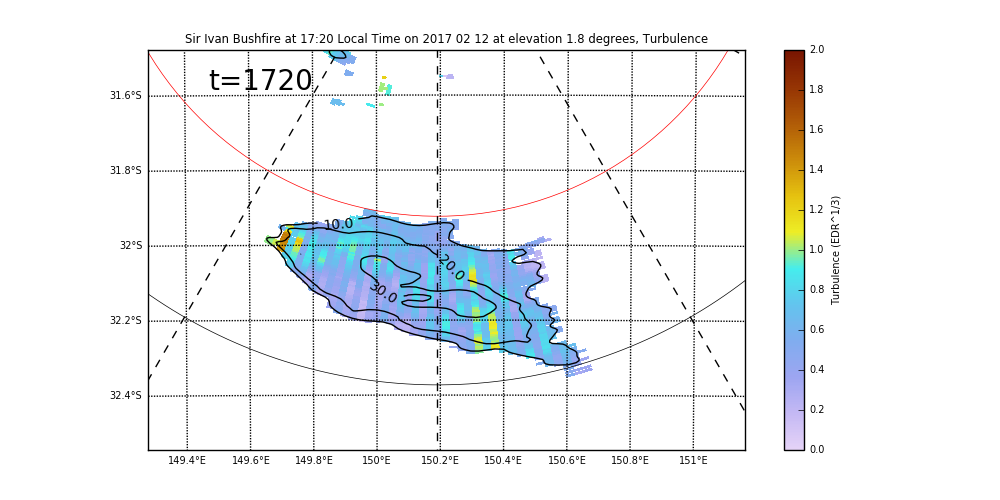 Sir Ivan Bushfire at 17:20 Local Time on 2017 02 12 at elevation 1.8 degrees, Turbulence
t=1720
31.6°S
31.8°S
32°S
32.2°S
32.4°S
10.0
20.0
30.0
149.4°E 149.6°E 149.8°E 150°E 150.2°E 150.4°E 150.6°E 150.8°E 151°E
2.0
1.8
1.6
1.4
1.2
1.0
0.8
0.6
0.4
0.2
0.0
Turbulence (EDR^1/3)